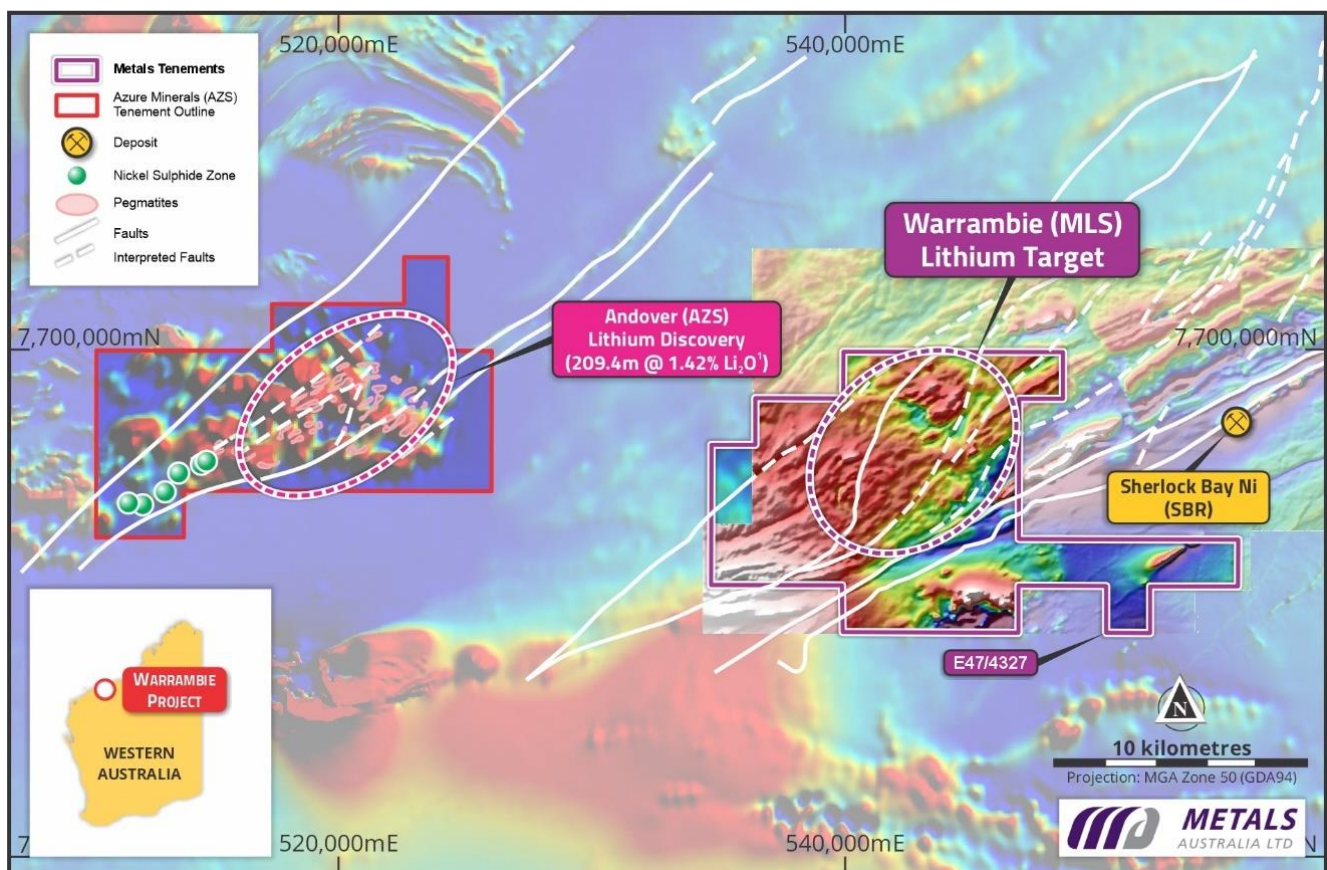 520,000mE
540,000mE
Metals Tenements
Azure Minerals (AZS)
Tenement Outline
Deposit
Nickel Sulphide Zone
Pegmatites
Faults
Interpreted Faults
Warrambie (MLS)
Lithium Target
Andover (AZS)
Lithium Discovery
(209.4m @ 1.42% Li₂O¹)
7,700,000mN
7,700,000mN
Sherlock Bay Ni
(SBR)
E47/4327
WARRAMBIE
PROJECT
WESTERN
AUSTRALIA
N
10 kilometres
Projection: MGA Zone 50 (GDA94)
METALS
AUSTRALIA LTD
520,000mE
540,000mE